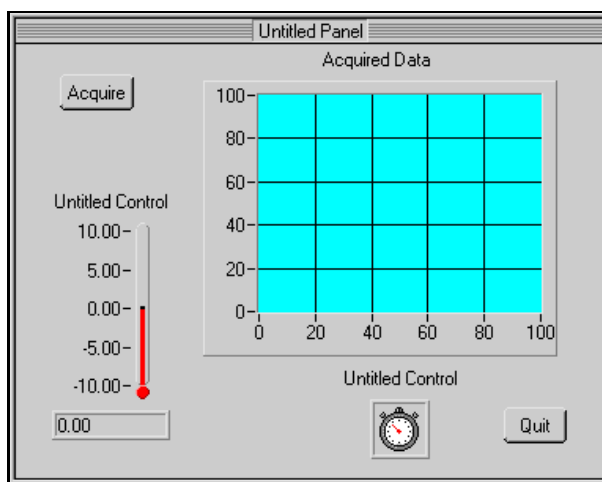 Untitled Panel
Acquired Data
Acquire
100
80
60
40
20
0
0 20 40 60 80 100
Untitled Control
10.00
5.00
0.00
-5.00
-10.00
0.00
Untitled Control
Quit